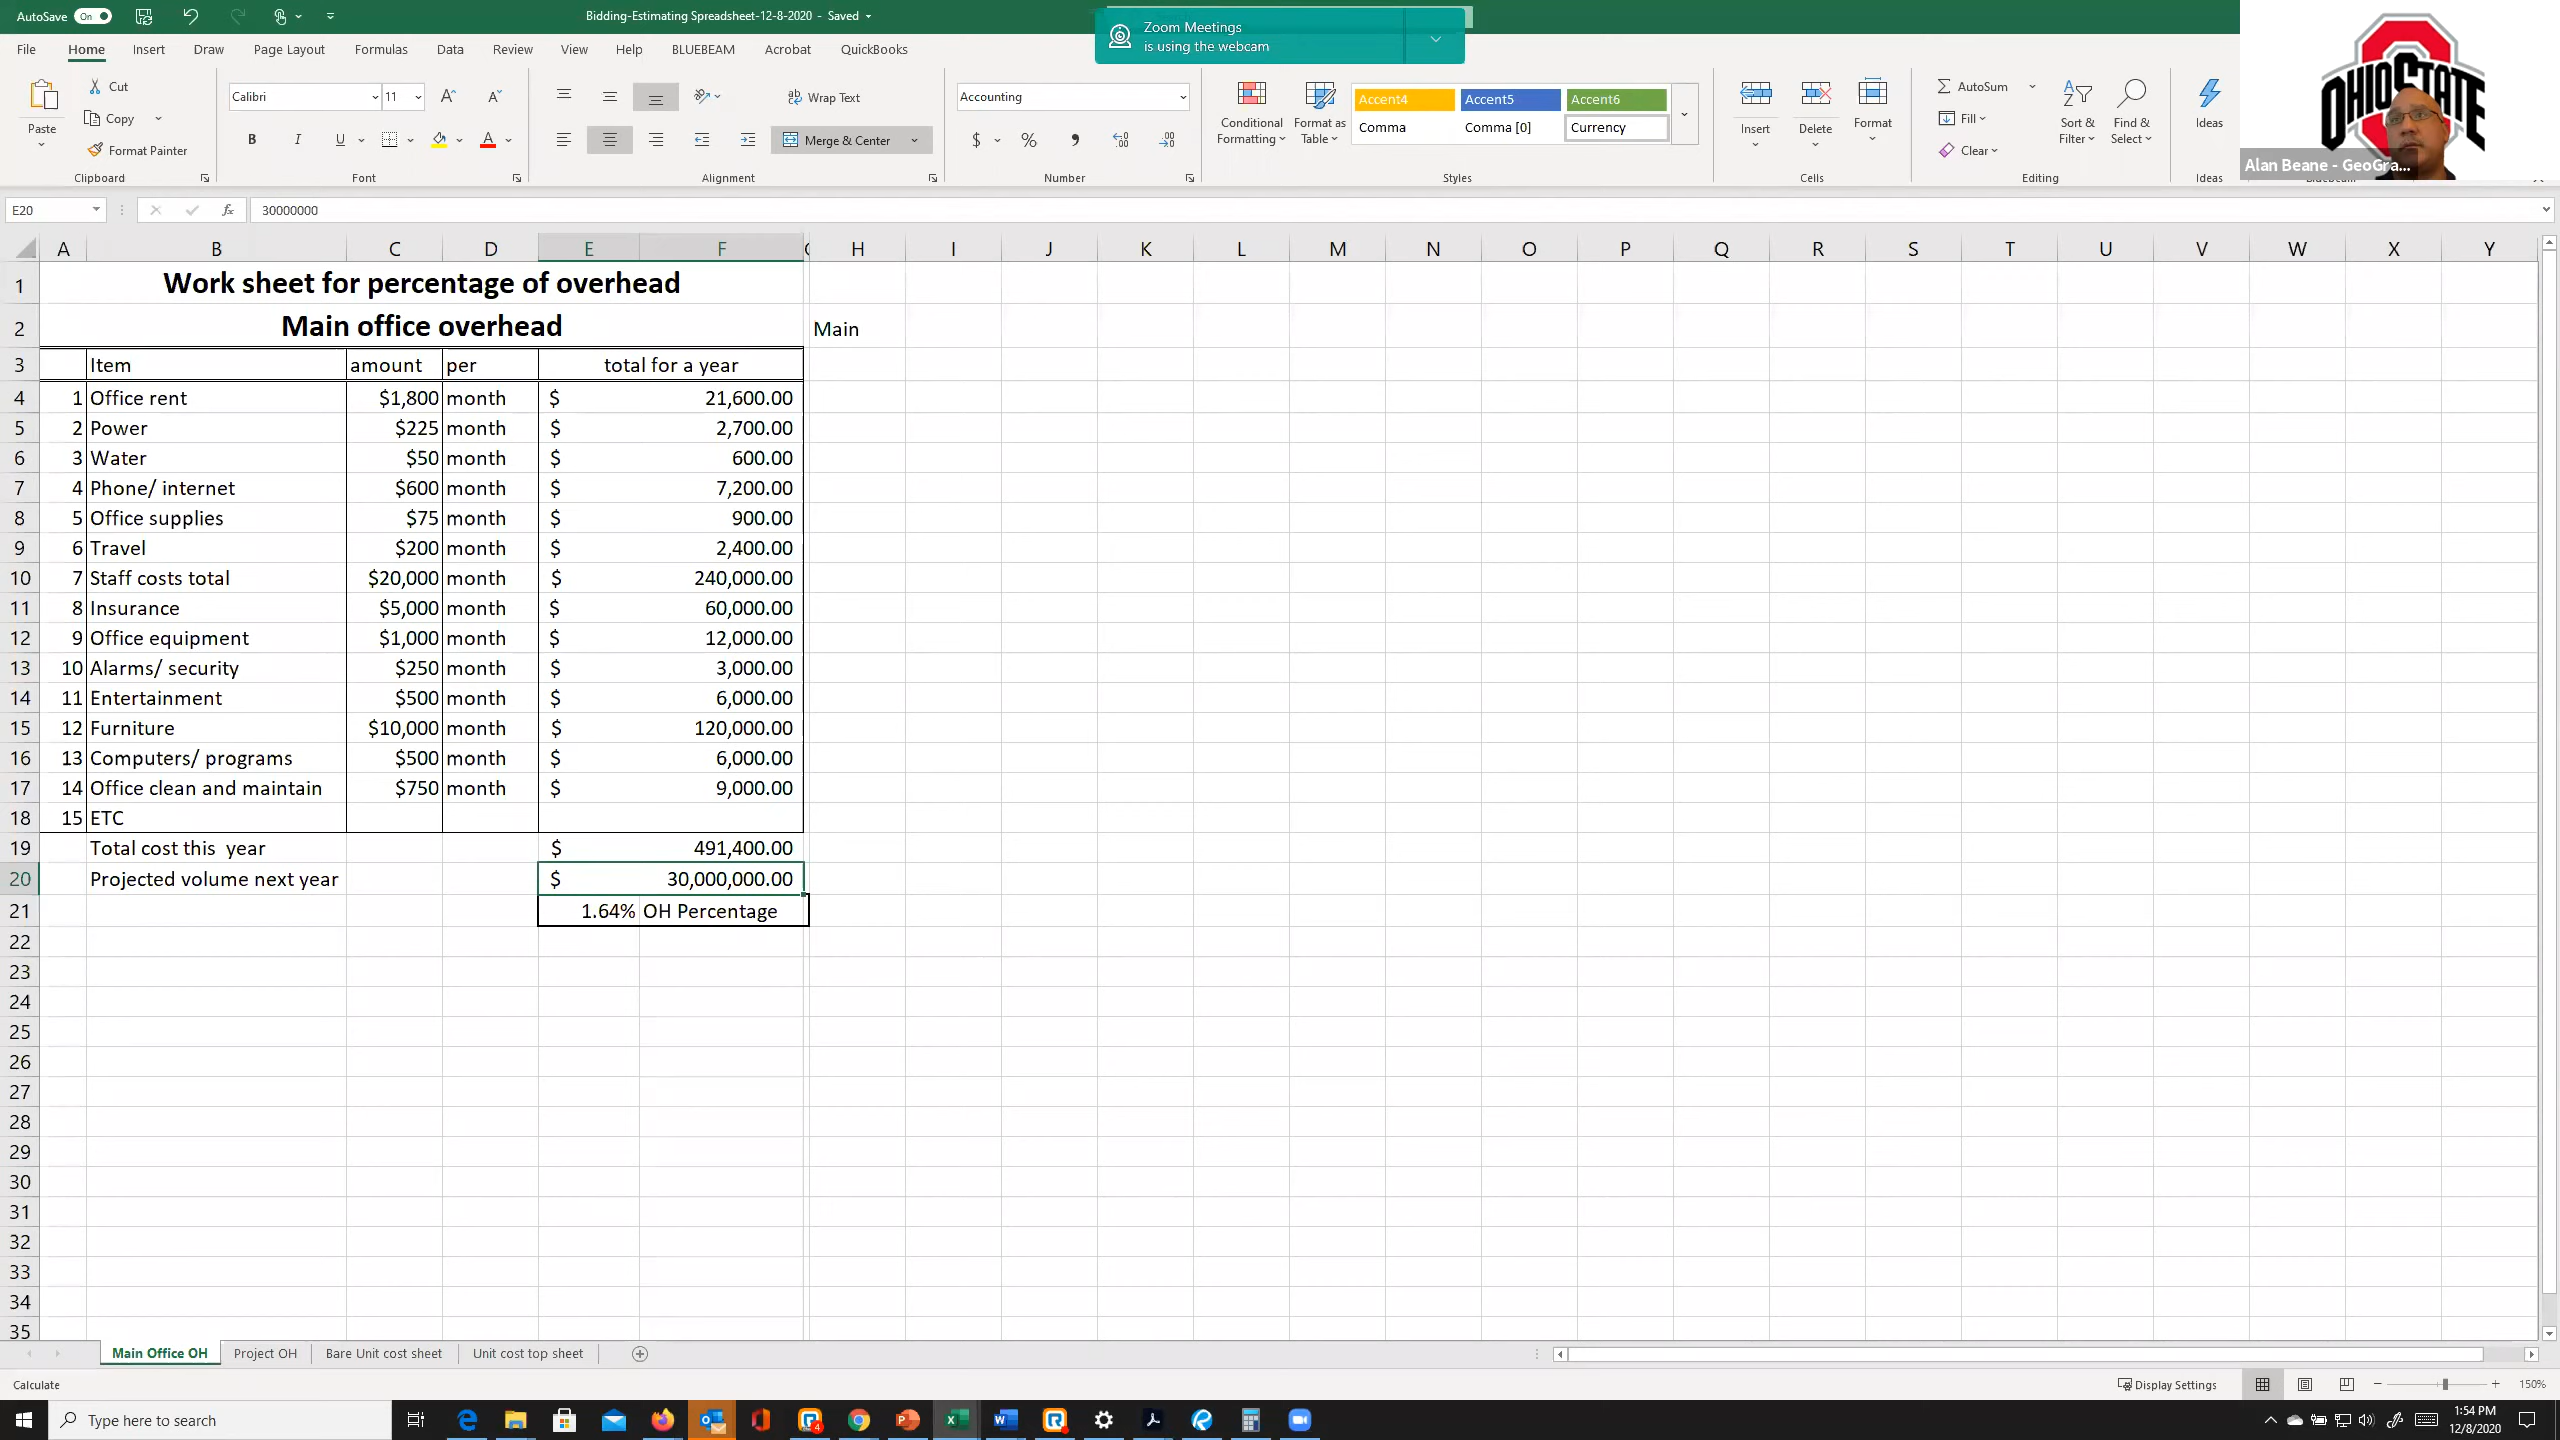 AutoSave On
Bidding-Estimating Spreadsheet-12-8-2020 - Saved
Zoom Meetings
is using the webcam
File Home Insert Draw Page Layout Formulas Data Review View Help BLUEBEAM Acrobat QuickBooks
OHIO STATE
Alan Beane - GeoGra...
Paste
Cut
Copy
Format Painter
Clipboard
Calibri 11
B I U
Font
Wrap Text
Merge & Center
Alignment
Accounting
$ %
Number
Conditional Formatting
Format as Table
Accent4 Accent5 Accent6
Comma Comma [0] Currency
Styles
Insert Delete Format
Cells
AutoSum
Fill
Clear
Sort & Filter
Find & Select
Editing
Ideas
Ideas
E20 fx 30000000
A B C D E F H I J K L M N O P Q R S T U V W X Y
1 Work sheet for percentage of overhead
2 Main office overhead Main
3 Item amount per total for a year
4 1 Office rent $1,800 month $ 21,600.00
5 2 Power $225 month $ 2,700.00
6 3 Water $50 month $ 600.00
7 4 Phone/ internet $600 month $ 7,200.00
8 5 Office supplies $75 month $ 900.00
9 6 Travel $200 month $ 2,400.00
10 7 Staff costs total $20,000 month $ 240,000.00
11 8 Insurance $5,000 month $ 60,000.00
12 9 Office equipment $1,000 month $ 12,000.00
13 10 Alarms/ security $250 month $ 3,000.00
14 11 Entertainment $500 month $ 6,000.00
15 12 Furniture $10,000 month $ 120,000.00
16 13 Computers/ programs $500 month $ 6,000.00
17 14 Office clean and maintain $750 month $ 9,000.00
18 15 ETC
19 Total cost this  year $ 491,400.00
20 Projected volume next year $ 30,000,000.00
21 1.64% OH Percentage
22
23
24
25
26
27
28
29
30
31
32
33
34
35
Main Office OH Project OH Bare Unit cost sheet Unit cost top sheet
Calculate
Display Settings
150%
Type here to search
1:54 PM
12/8/2020